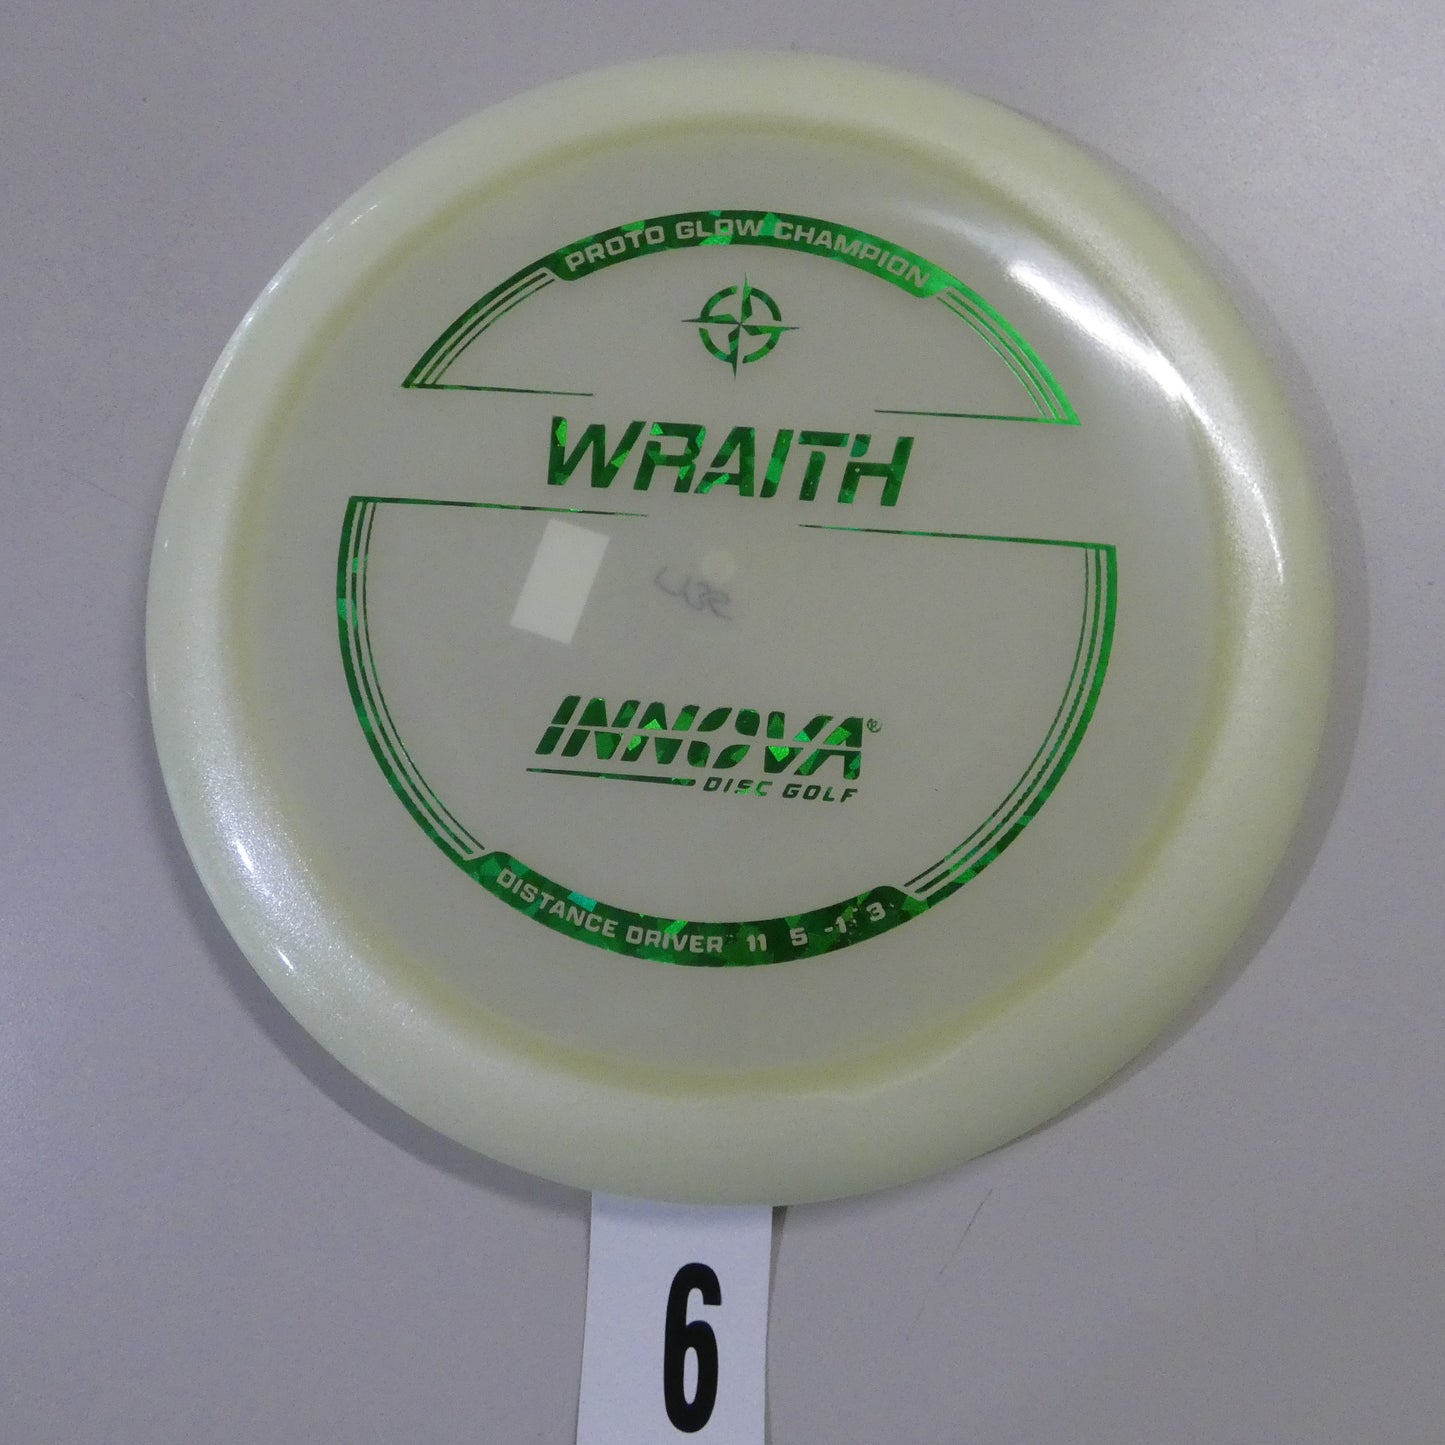 PROTO GLOW CHAMPION
WRAITH
INNOVA®
DISC GOLF
DISTANCE DRIVER 11 5 -1 3
6